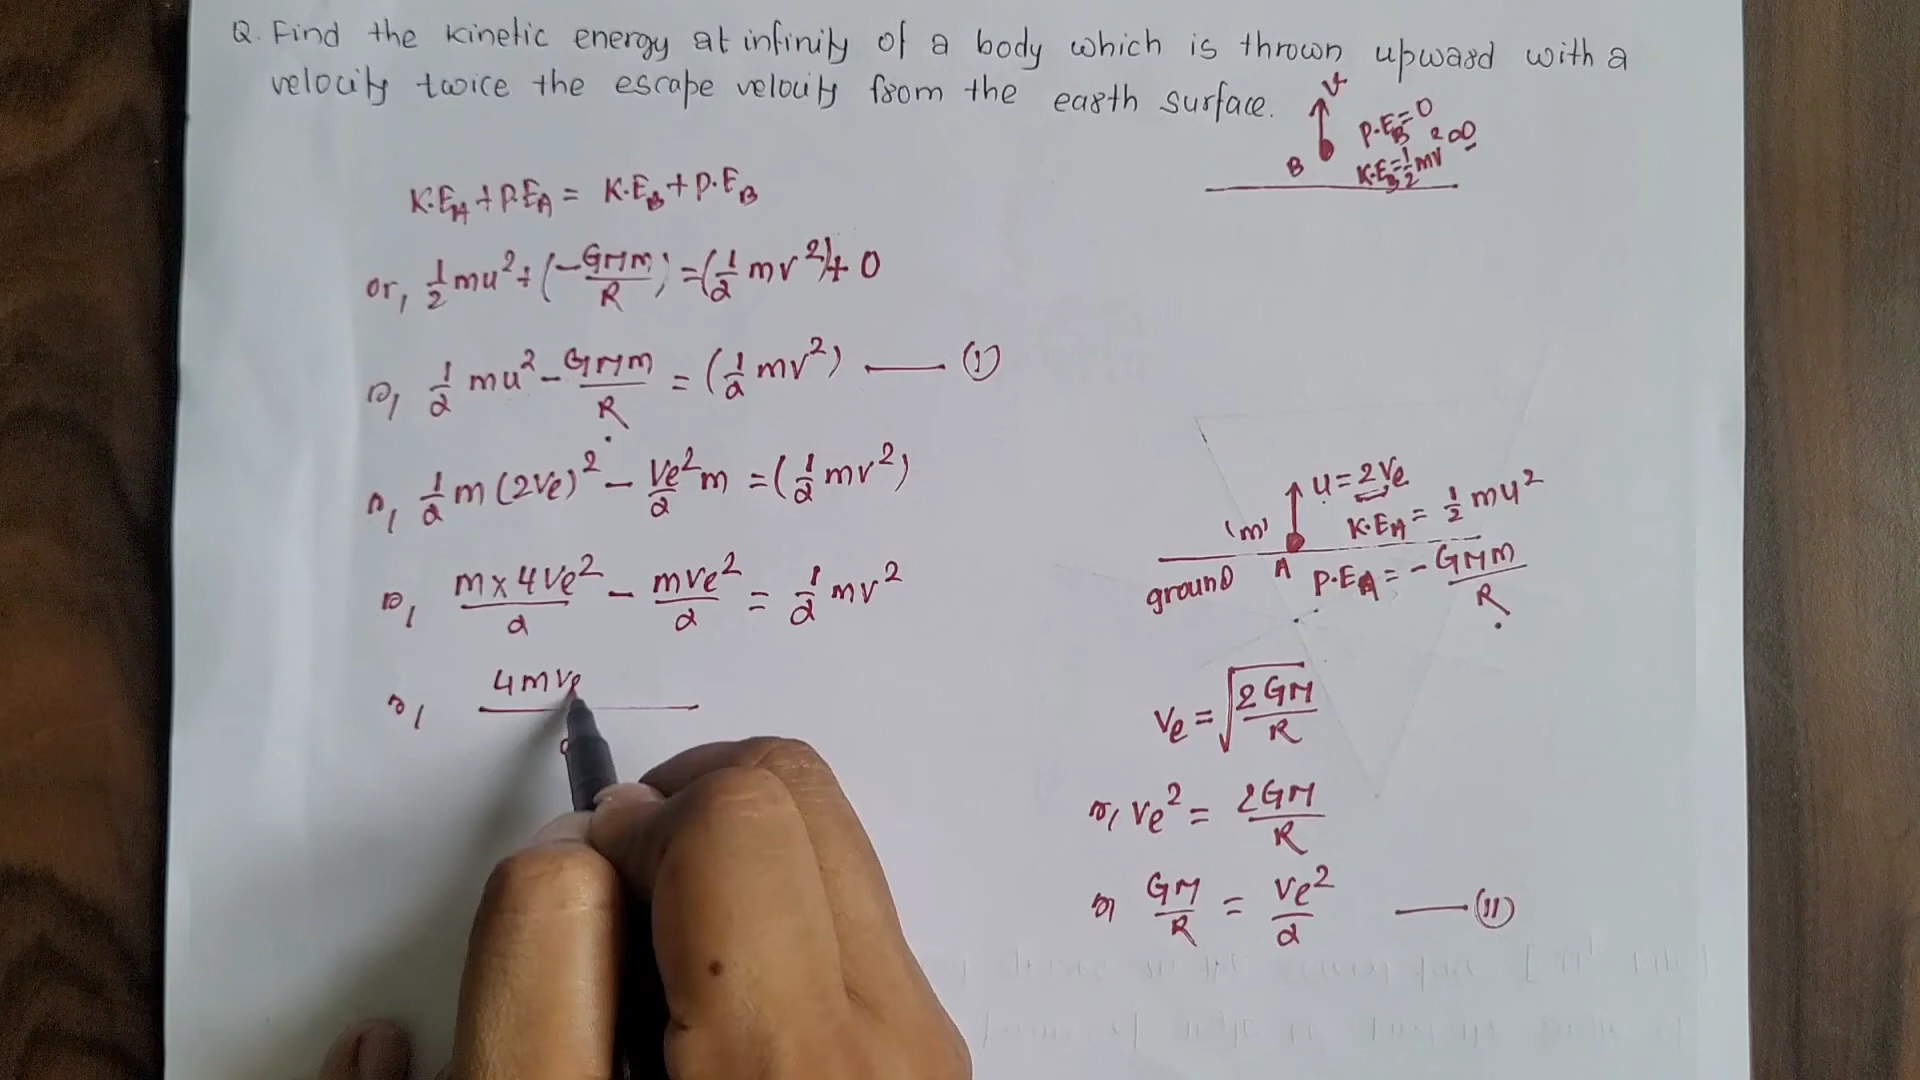 Q. Find the kinetic energy at infinity of a body which is thrown upward with a
velocity twice the escape velocity from the earth surface.
v
B
P.E_B=0
∞
K.E_B=1/2 mv
K.E_A + P.E_A = K.E_B + P.E_B
or, 1/2 mu² + (-GMm/R) = (1/2 mv²) + 0
or, 1/2 mu² - GMm/R = (1/2 mv²) —— (I)
or, 1/2 m (2Ve)² - Ve²/2 m = (1/2 mv²)
or, m×4Ve²/2 - mVe²/2 = 1/2 mv²
or, 4mVe
(m)
u=2Ve
K.E_A = 1/2 mu²
ground
A
P.E_A = -GMm/R
Ve = √(2GM/R)
or, Ve² = 2GM/R
or, GM/R = Ve²/2 —— (II)